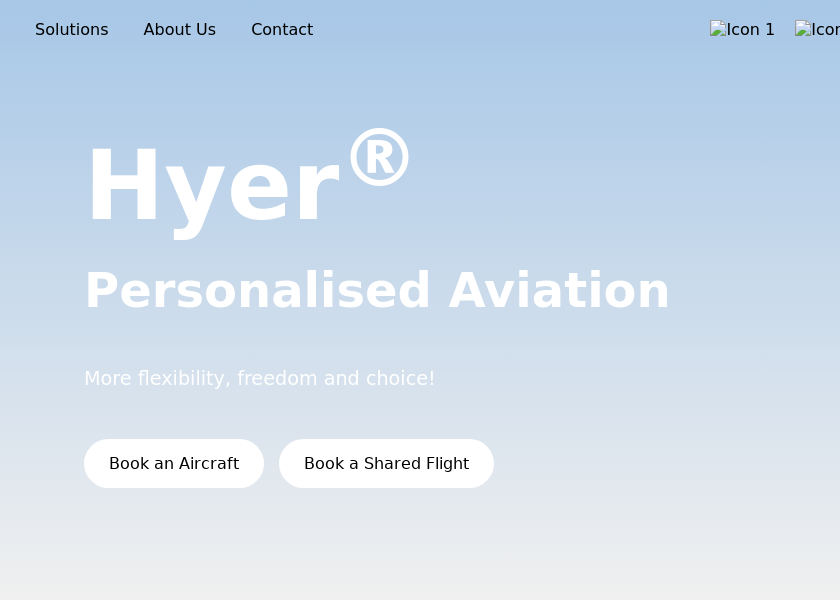 Solutions About Us Contact Icon 1 Icon
Hyer®
Personalised Aviation
More flexibility, freedom and choice!
Book an Aircraft Book a Shared Flight